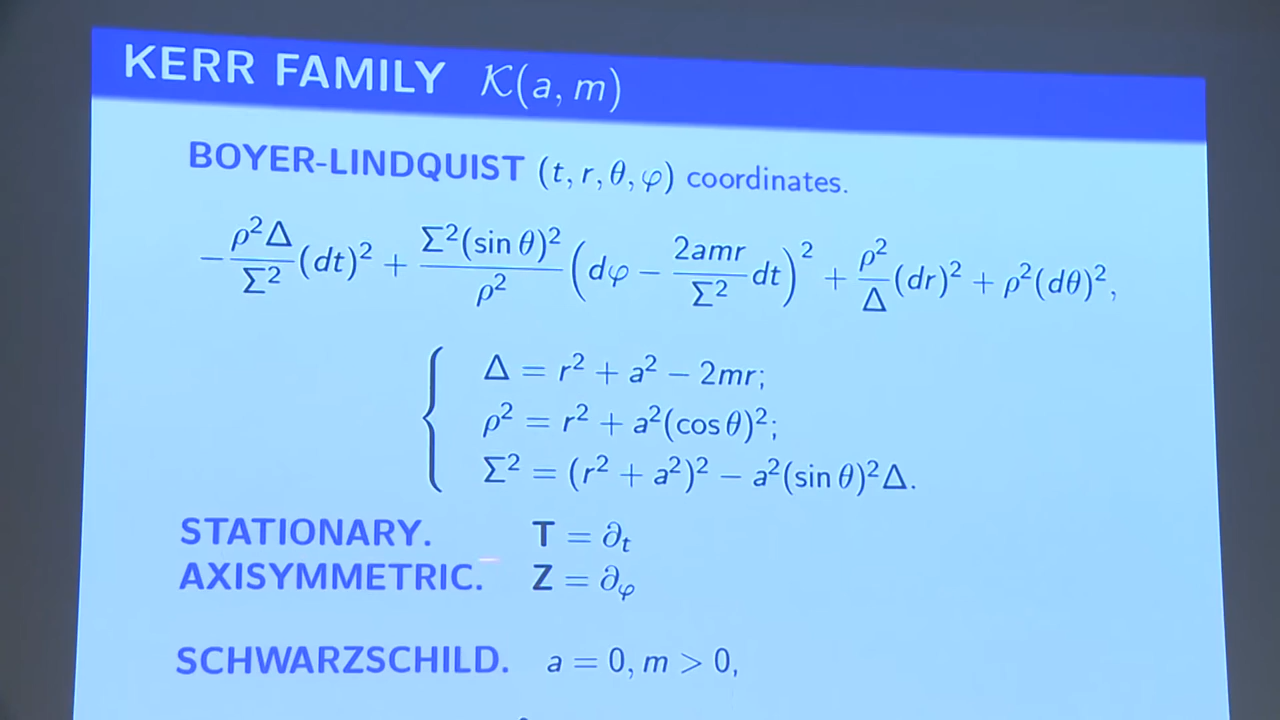 KERR FAMILY 𝒦(a, m)
BOYER-LINDQUIST (t, r, θ, φ) coordinates.
−ρ²Δ/Σ² (dt)² + Σ²(sin θ)²/ρ² (dφ − 2amr/Σ² dt)² + ρ²/Δ (dr)² + ρ²(dθ)²,
Δ = r² + a² − 2mr;
ρ² = r² + a²(cos θ)²;
Σ² = (r² + a²)² − a²(sin θ)²Δ.
STATIONARY. T = ∂ₜ
AXISYMMETRIC. Z = ∂ᵩ
SCHWARZSCHILD. a = 0, m > 0,